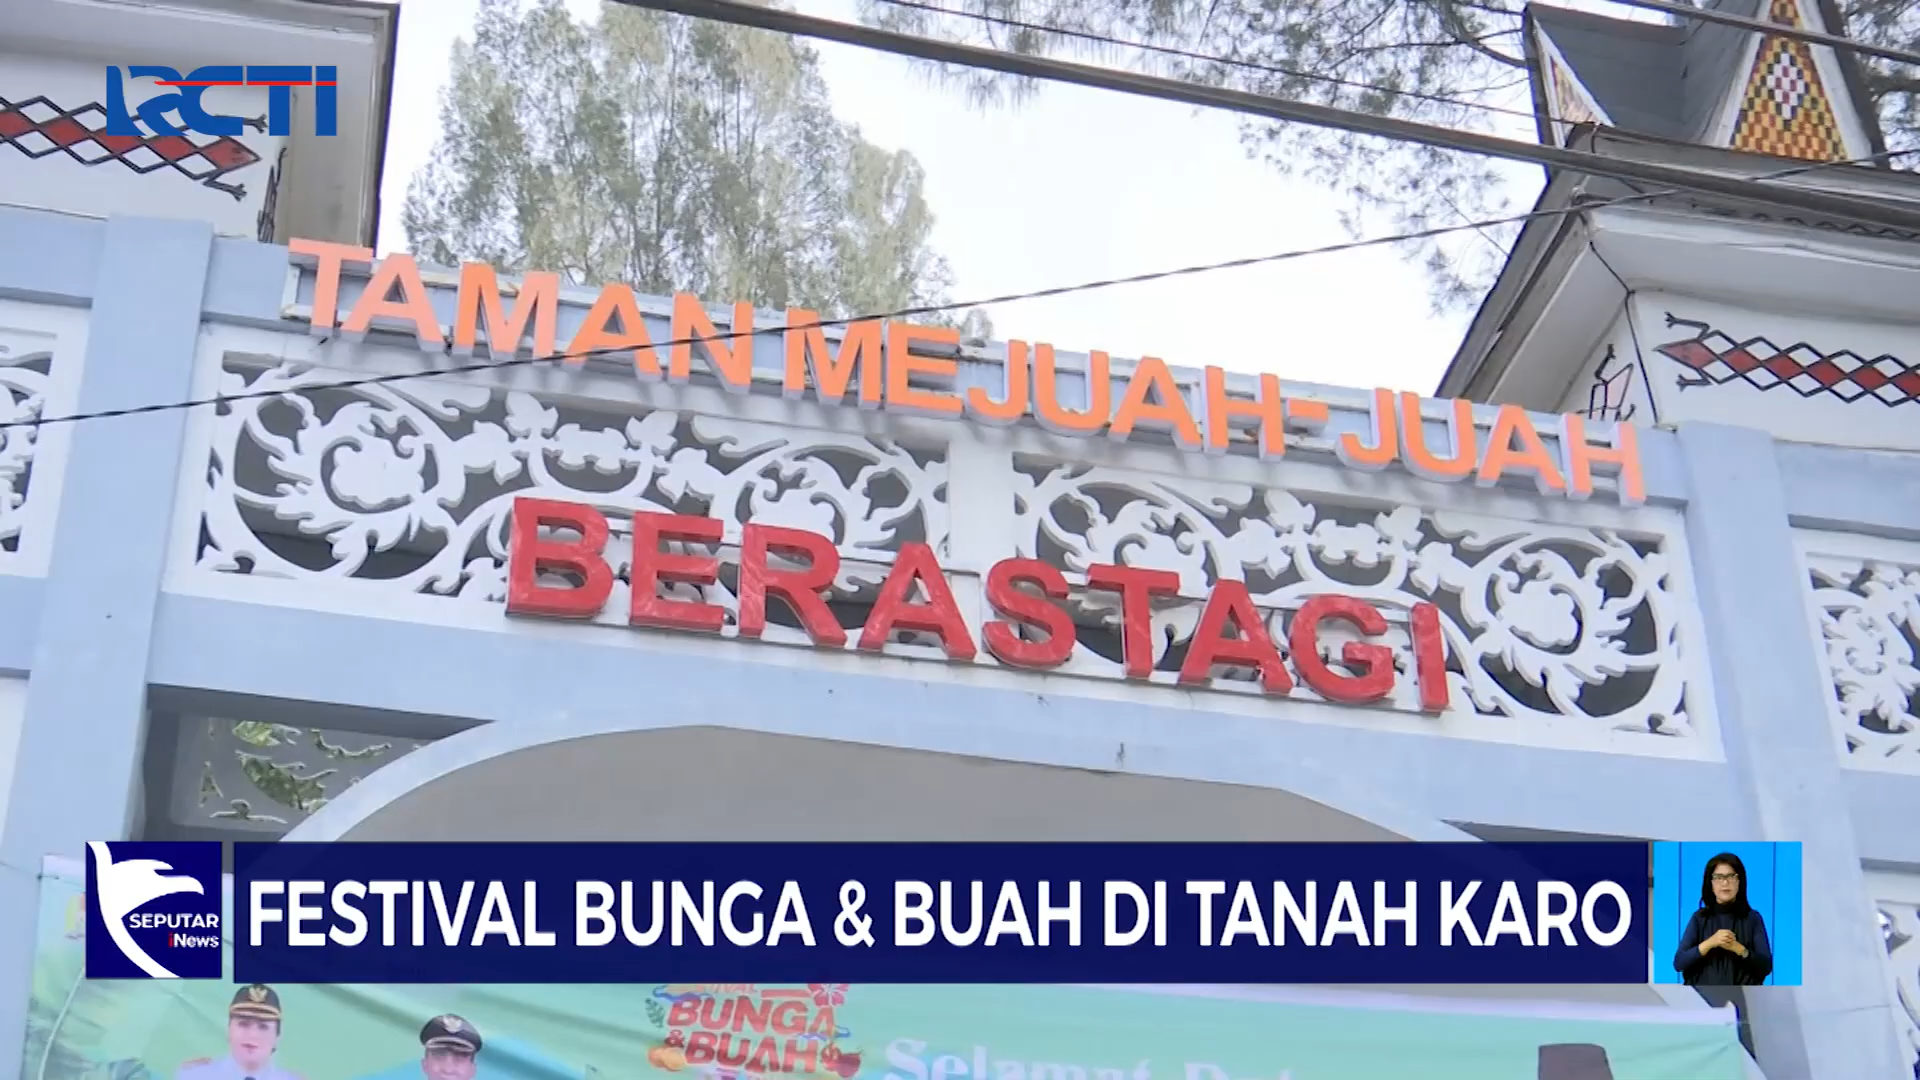 RCTI
TAMAN MEJUAH-JUAH
BERASTAGI
SEPUTAR
iNews
FESTIVAL BUNGA & BUAH DI TANAH KARO
BUNGA
&BUAH
Selamat